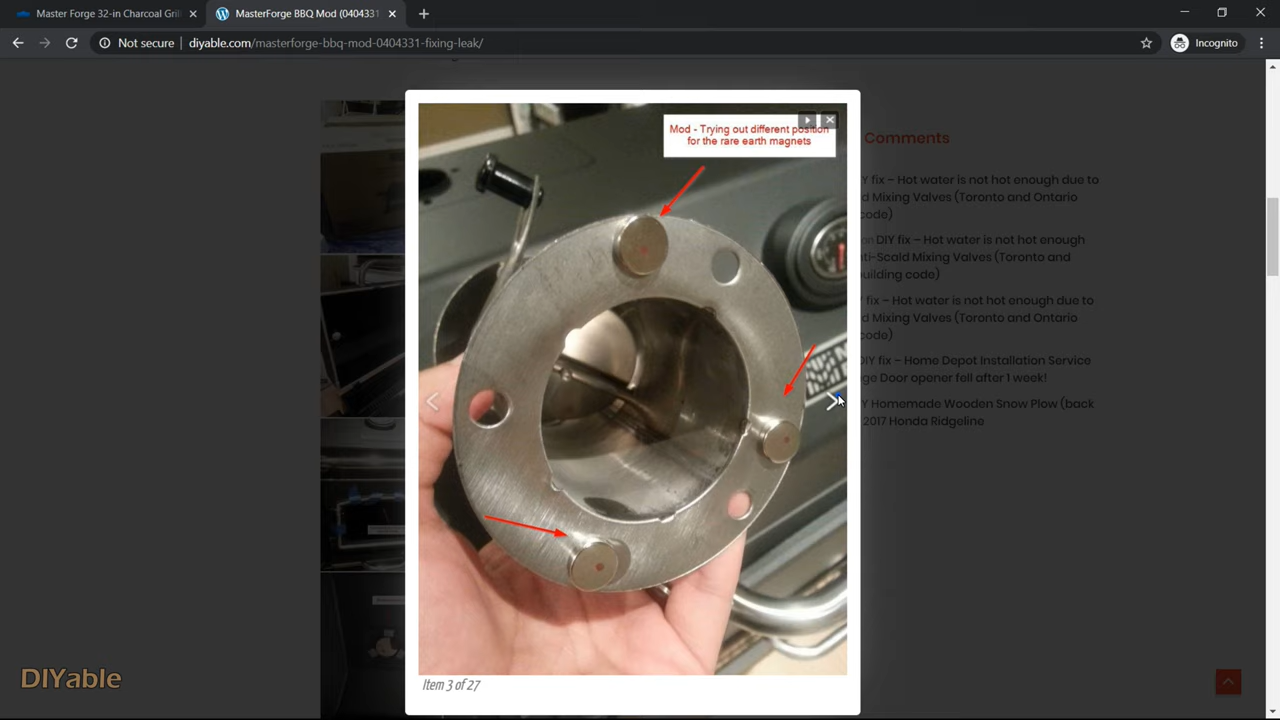 Master Forge 32-in Charcoal Gril
MasterForge BBQ Mod (0404331
Not secure
diyable.com/masterforge-bbq-mod-0404331-fixing-leak/
Incognito
Mod - Trying out different position
for the rare earth magnets
Comments
Y fix – Hot water is not hot enough due to
d Mixing Valves (Toronto and Ontario
code)
DIY fix – Hot water is not hot enough
ti-Scald Mixing Valves (Toronto and
uilding code)
fix – Hot water is not hot enough due to
d Mixing Valves (Toronto and Ontario
code)
DIY fix – Home Depot Installation Service
ge Door opener fell after 1 week!
Y Homemade Wooden Snow Plow (back
2017 Honda Ridgeline
DIYable
Item 3 of 27